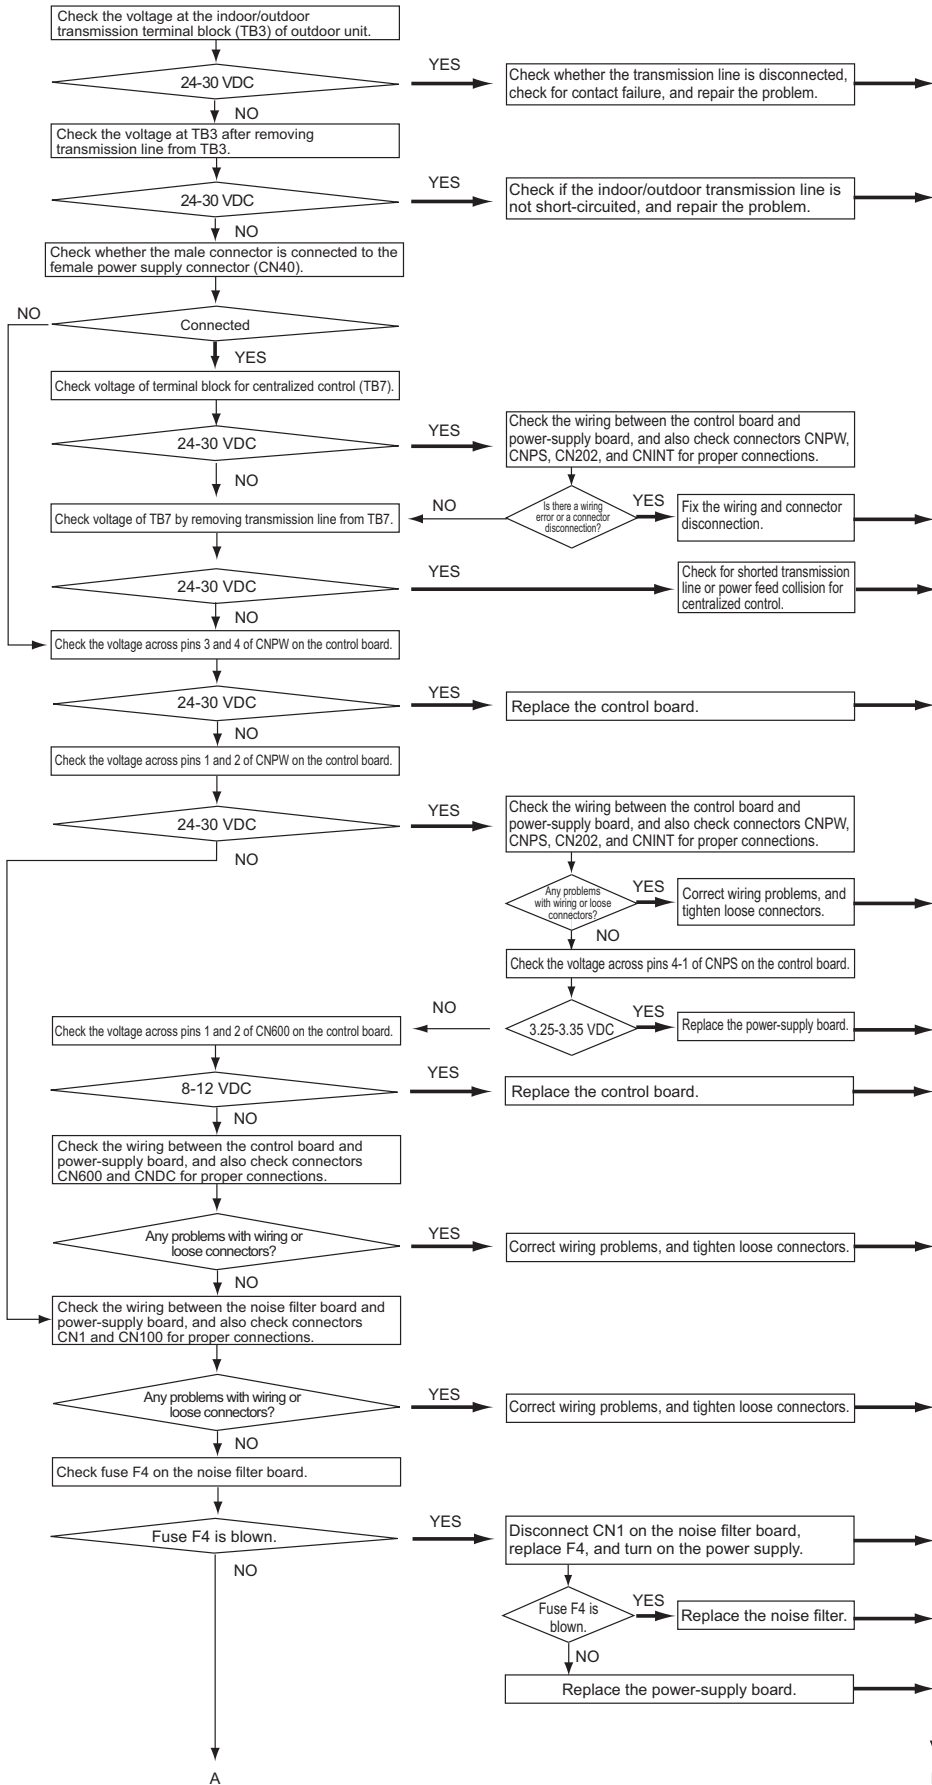 Check the voltage at the indoor/outdoor
transmission terminal block (TB3) of outdoor unit.
24-30 VDC
YES
Check whether the transmission line is disconnected,
check for contact failure, and repair the problem.
NO
Check the voltage at TB3 after removing
transmission line from TB3.
24-30 VDC
YES
Check if the indoor/outdoor transmission line is
not short-circuited, and repair the problem.
NO
Check whether the male connector is connected to the
female power supply connector (CN40).
NO
Connected
YES
Check voltage of terminal block for centralized control (TB7).
24-30 VDC
YES
Check the wiring between the control board and
power-supply board, and also check connectors CNPW,
CNPS, CN202, and CNINT for proper connections.
NO
Is there a wiring
error or a connector
disconnection?
YES
Fix the wiring and connector
disconnection.
NO
Check voltage of TB7 by removing transmission line from TB7.
24-30 VDC
YES
Check for shorted transmission
line or power feed collision for
centralized control.
NO
Check the voltage across pins 3 and 4 of CNPW on the control board.
24-30 VDC
YES
Replace the control board.
NO
Check the voltage across pins 1 and 2 of CNPW on the control board.
24-30 VDC
YES
Check the wiring between the control board and
power-supply board, and also check connectors CNPW,
CNPS, CN202, and CNINT for proper connections.
NO
Any problems
with wiring or loose
connectors?
YES
Correct wiring problems, and
tighten loose connectors.
NO
Check the voltage across pins 4-1 of CNPS on the control board.
3.25-3.35 VDC
YES
Replace the power-supply board.
NO
Check the voltage across pins 1 and 2 of CN600 on the control board.
8-12 VDC
YES
Replace the control board.
NO
Check the wiring between the control board and
power-supply board, and also check connectors
CN600 and CNDC for proper connections.
Any problems with wiring or
loose connectors?
YES
Correct wiring problems, and tighten loose connectors.
NO
Check the wiring between the noise filter board and
power-supply board, and also check connectors
CN1 and CN100 for proper connections.
Any problems with wiring or
loose connectors?
YES
Correct wiring problems, and tighten loose connectors.
NO
Check fuse F4 on the noise filter board.
Fuse F4 is blown.
YES
Disconnect CN1 on the noise filter board,
replace F4, and turn on the power supply.
NO
Fuse F4 is
blown.
YES
Replace the noise filter.
NO
Replace the power-supply board.
A